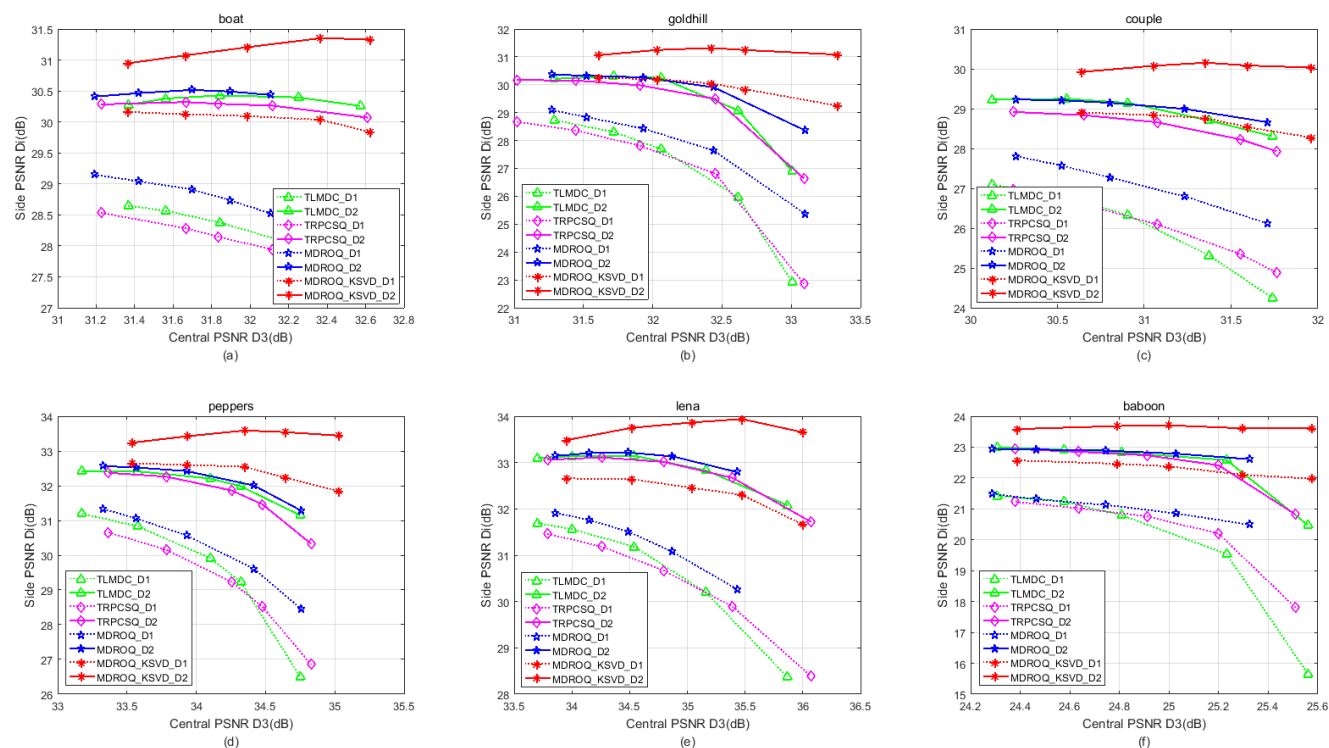 boat
31.5
31
30.5
30
29.5
29
28.5
28
27.5
27
Side PSNR Di(dB)
TLMDC_D1
TLMDC_D2
TRPCSQ_D1
TRPCSQ_D2
MDROQ_D1
MDROQ_D2
MDROQ_KSVD_D1
MDROQ_KSVD_D2
31 31.2 31.4 31.6 31.8 32 32.2 32.4 32.6 32.8
Central PSNR D3(dB)
(a)
goldhill
32
31
30
29
28
27
26
25
24
23
22
Side PSNR Di(dB)
TLMDC_D1
TLMDC_D2
TRPCSQ_D1
TRPCSQ_D2
MDROQ_D1
MDROQ_D2
MDROQ_KSVD_D1
MDROQ_KSVD_D2
31 31.5 32 32.5 33 33.5
Central PSNR D3(dB)
(b)
couple
31
30
29
28
27
26
25
24
Side PSNR Di(dB)
TLMDC_D1
TLMDC_D2
TRPCSQ_D1
TRPCSQ_D2
MDROQ_D1
MDROQ_D2
MDROQ_KSVD_D1
MDROQ_KSVD_D2
30 30.5 31 31.5 32
Central PSNR D3(dB)
(c)
peppers
34
33
32
31
30
29
28
27
26
Side PSNR Di(dB)
TLMDC_D1
TLMDC_D2
TRPCSQ_D1
TRPCSQ_D2
MDROQ_D1
MDROQ_D2
MDROQ_KSVD_D1
MDROQ_KSVD_D2
33 33.5 34 34.5 35 35.5
Central PSNR D3(dB)
(d)
lena
34
33
32
31
30
29
28
Side PSNR Di(dB)
TLMDC_D1
TLMDC_D2
TRPCSQ_D1
TRPCSQ_D2
MDROQ_D1
MDROQ_D2
MDROQ_KSVD_D1
MDROQ_KSVD_D2
33.5 34 34.5 35 35.5 36 36.5
Central PSNR D3(dB)
(e)
baboon
24
23
22
21
20
19
18
17
16
15
Side PSNR Di(dB)
TLMDC_D1
TLMDC_D2
TRPCSQ_D1
TRPCSQ_D2
MDROQ_D1
MDROQ_D2
MDROQ_KSVD_D1
MDROQ_KSVD_D2
24.2 24.4 24.6 24.8 25 25.2 25.4 25.6
Central PSNR D3(dB)
(f)